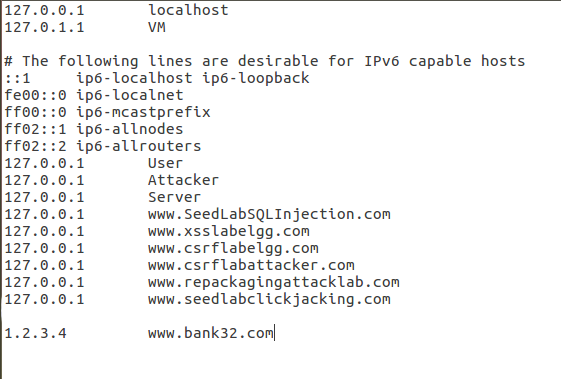 127.0.0.1       localhost
127.0.1.1       VM
# The following lines are desirable for IPv6 capable hosts
::1     ip6-localhost ip6-loopback
fe00::0 ip6-localnet
ff00::0 ip6-mcastprefix
ff02::1 ip6-allnodes
ff02::2 ip6-allrouters
127.0.0.1       User
127.0.0.1       Attacker
127.0.0.1       Server
127.0.0.1       www.SeedLabSQLInjection.com
127.0.0.1       www.xsslabelgg.com
127.0.0.1       www.csrflabelgg.com
127.0.0.1       www.csrflabattacker.com
127.0.0.1       www.repackagingattacklab.com
127.0.0.1       www.seedlabclickjacking.com
1.2.3.4         www.bank32.com